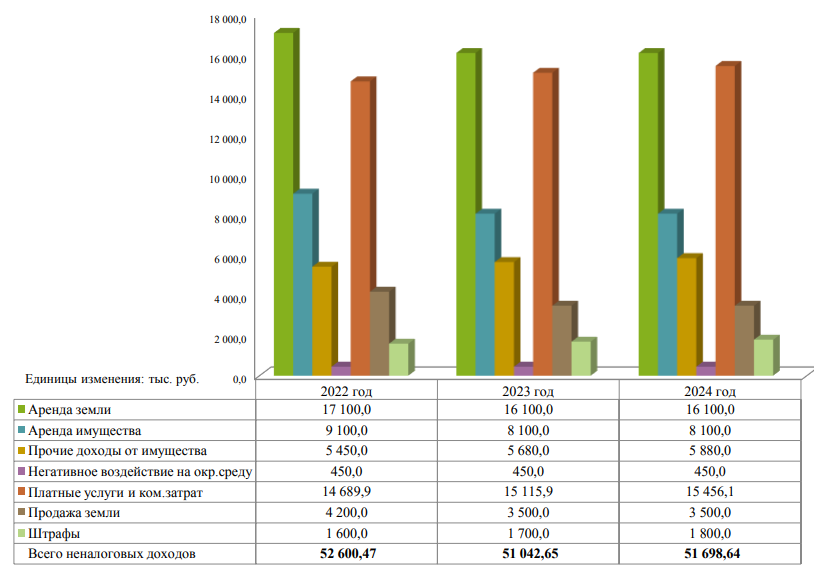 18 000,0
16 000,0
14 000,0
12 000,0
10 000,0
8 000,0
6 000,0
4 000,0
2 000,0
0,0
Единицы изменения: тыс. руб.
2022 год 2023 год 2024 год
Аренда земли 17 100,0 16 100,0 16 100,0
Аренда имущества 9 100,0 8 100,0 8 100,0
Прочие доходы от имущества 5 450,0 5 680,0 5 880,0
Негативное воздействие на окр.среду 450,0 450,0 450,0
Платные услуги и ком.затрат 14 689,9 15 115,9 15 456,1
Продажа земли 4 200,0 3 500,0 3 500,0
Штрафы 1 600,0 1 700,0 1 800,0
Всего неналоговых доходов 52 600,47 51 042,65 51 698,64